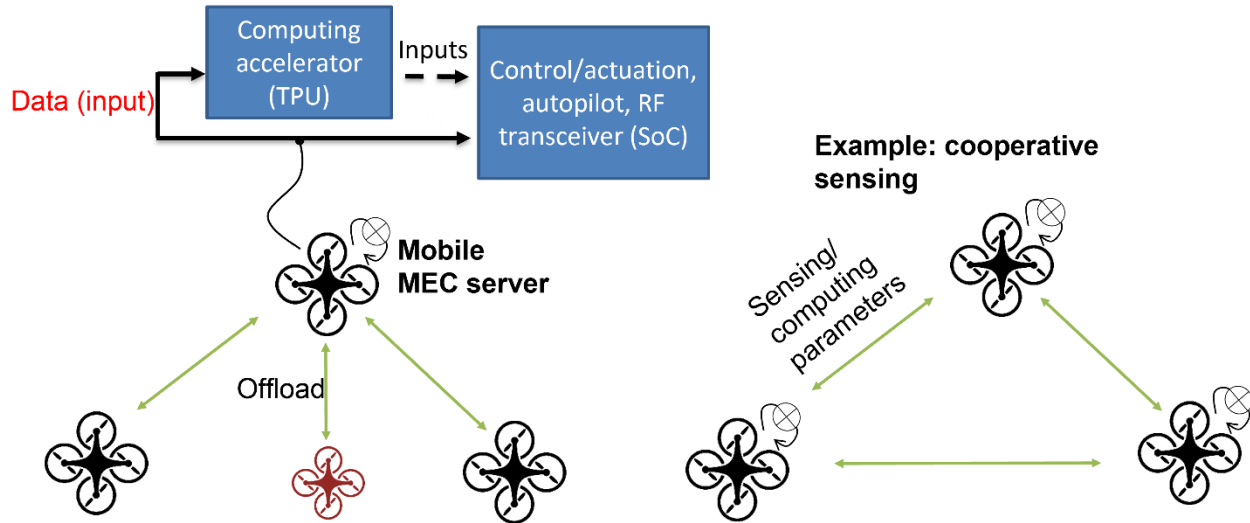 Computing
accelerator
(TPU)
Inputs
Control/actuation,
autopilot, RF
transceiver (SoC)
Data (input)
Mobile
MEC server
Offload
Example: cooperative
sensing
Sensing/
computing
parameters